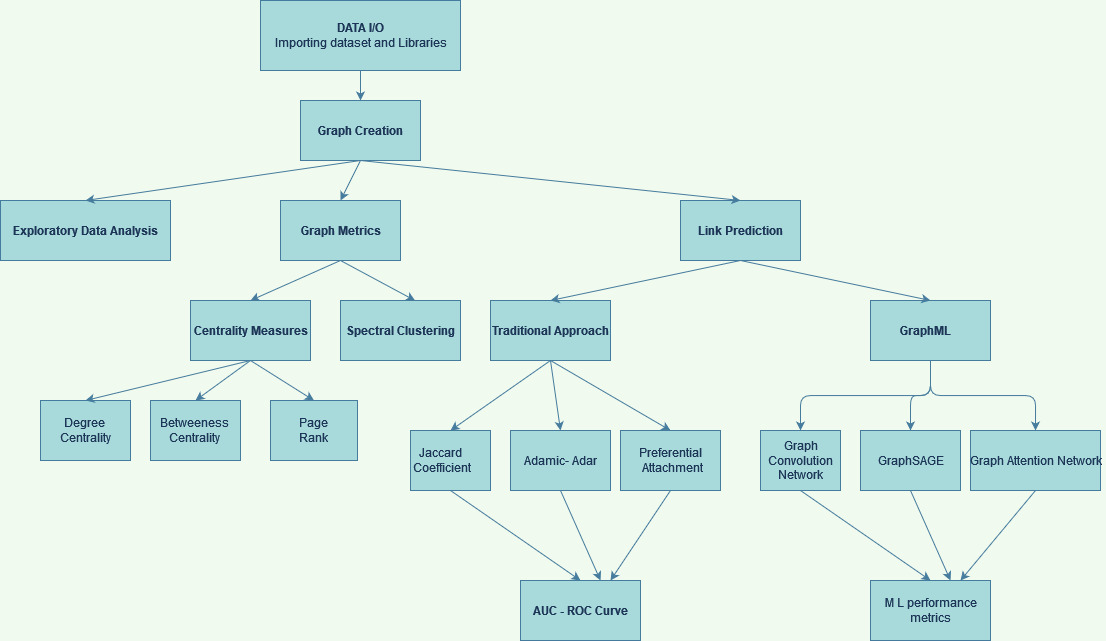 DATA I/O
Importing dataset and Libraries
Graph Creation
Exploratory Data Analysis
Graph Metrics
Link Prediction
Centrality Measures
Spectral Clustering
Traditional Approach
GraphML
Degree
Centrality
Betweeness
Centrality
Page
Rank
Jaccard
Coefficient
Adamic- Adar
Preferential
Attachment
Graph
Convolution
Network
GraphSAGE
Graph Attention Network
AUC - ROC Curve
M L performance
metrics